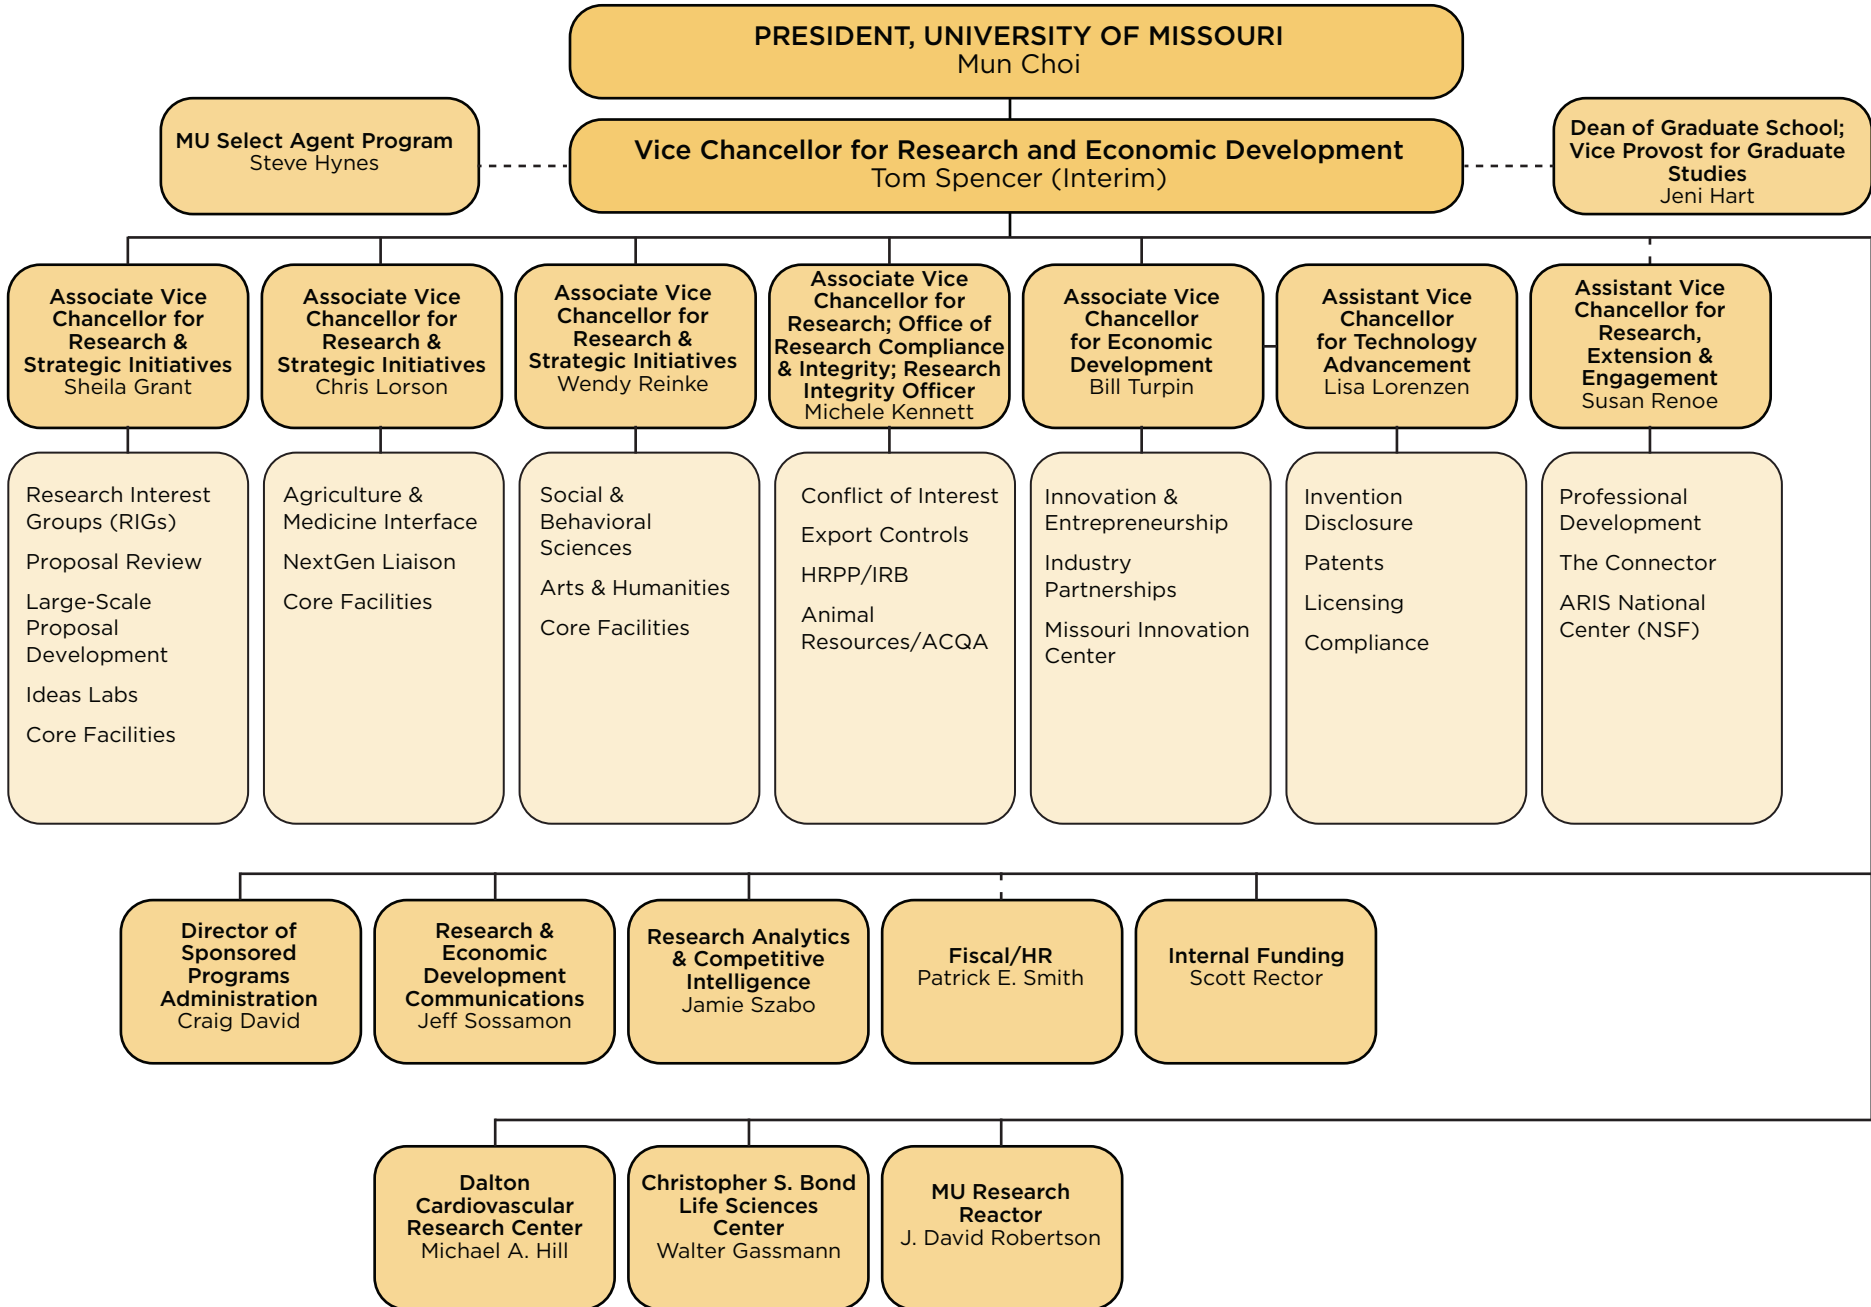 PRESIDENT, UNIVERSITY OF MISSOURI
Mun Choi
MU Select Agent Program
Steve Hynes
Vice Chancellor for Research and Economic Development
Tom Spencer (Interim)
Dean of Graduate School;
Vice Provost for Graduate
Studies
Jeni Hart
Associate Vice
Chancellor for
Research &
Strategic Initiatives
Sheila Grant
Associate Vice
Chancellor for
Research &
Strategic Initiatives
Chris Lorson
Associate Vice
Chancellor for
Research &
Strategic Initiatives
Wendy Reinke
Associate Vice
Chancellor for
Research; Office of
Research Compliance
& Integrity; Research
Integrity Officer
Michele Kennett
Associate Vice
Chancellor
for Economic
Development
Bill Turpin
Assistant Vice
Chancellor
for Technology
Advancement
Lisa Lorenzen
Assistant Vice
Chancellor for
Research,
Extension &
Engagement
Susan Renoe
Research Interest
Groups (RIGs)
Proposal Review
Large-Scale
Proposal
Development
Ideas Labs
Core Facilities
Agriculture &
Medicine Interface
NextGen Liaison
Core Facilities
Social &
Behavioral
Sciences
Arts & Humanities
Core Facilities
Conflict of Interest
Export Controls
HRPP/IRB
Animal
Resources/ACQA
Innovation &
Entrepreneurship
Industry
Partnerships
Missouri Innovation
Center
Invention
Disclosure
Patents
Licensing
Compliance
Professional
Development
The Connector
ARIS National
Center (NSF)
Director of
Sponsored
Programs
Administration
Craig David
Research &
Economic
Development
Communications
Jeff Sossamon
Research Analytics
& Competitive
Intelligence
Jamie Szabo
Fiscal/HR
Patrick E. Smith
Internal Funding
Scott Rector
Dalton
Cardiovascular
Research Center
Michael A. Hill
Christopher S. Bond
Life Sciences
Center
Walter Gassmann
MU Research
Reactor
J. David Robertson